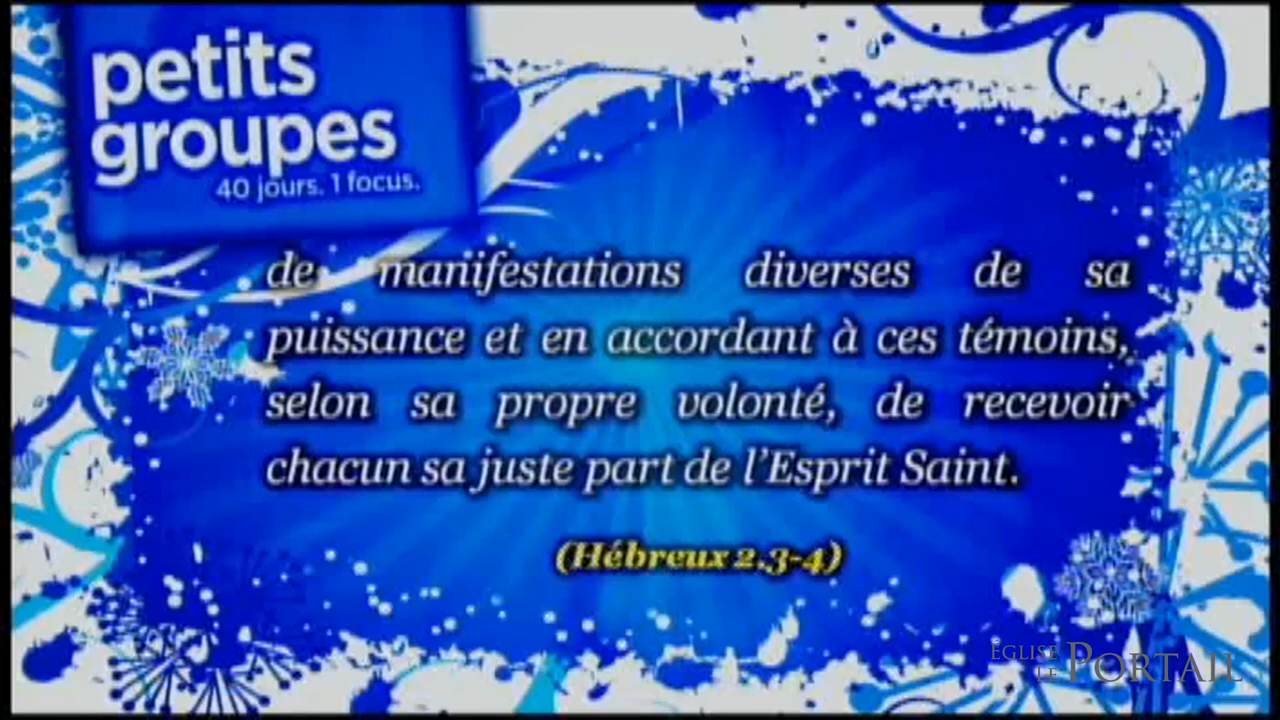 petits
groupes
40 jours. 1 focus.
de manifestations diverses de sa
puissance et en accordant à ces témoins,
selon sa propre volonté, de recevoir
chacun sa juste part de l'Esprit Saint.
(Hébreux 2.3-4)
ÉGLISE
LE PORTAIL